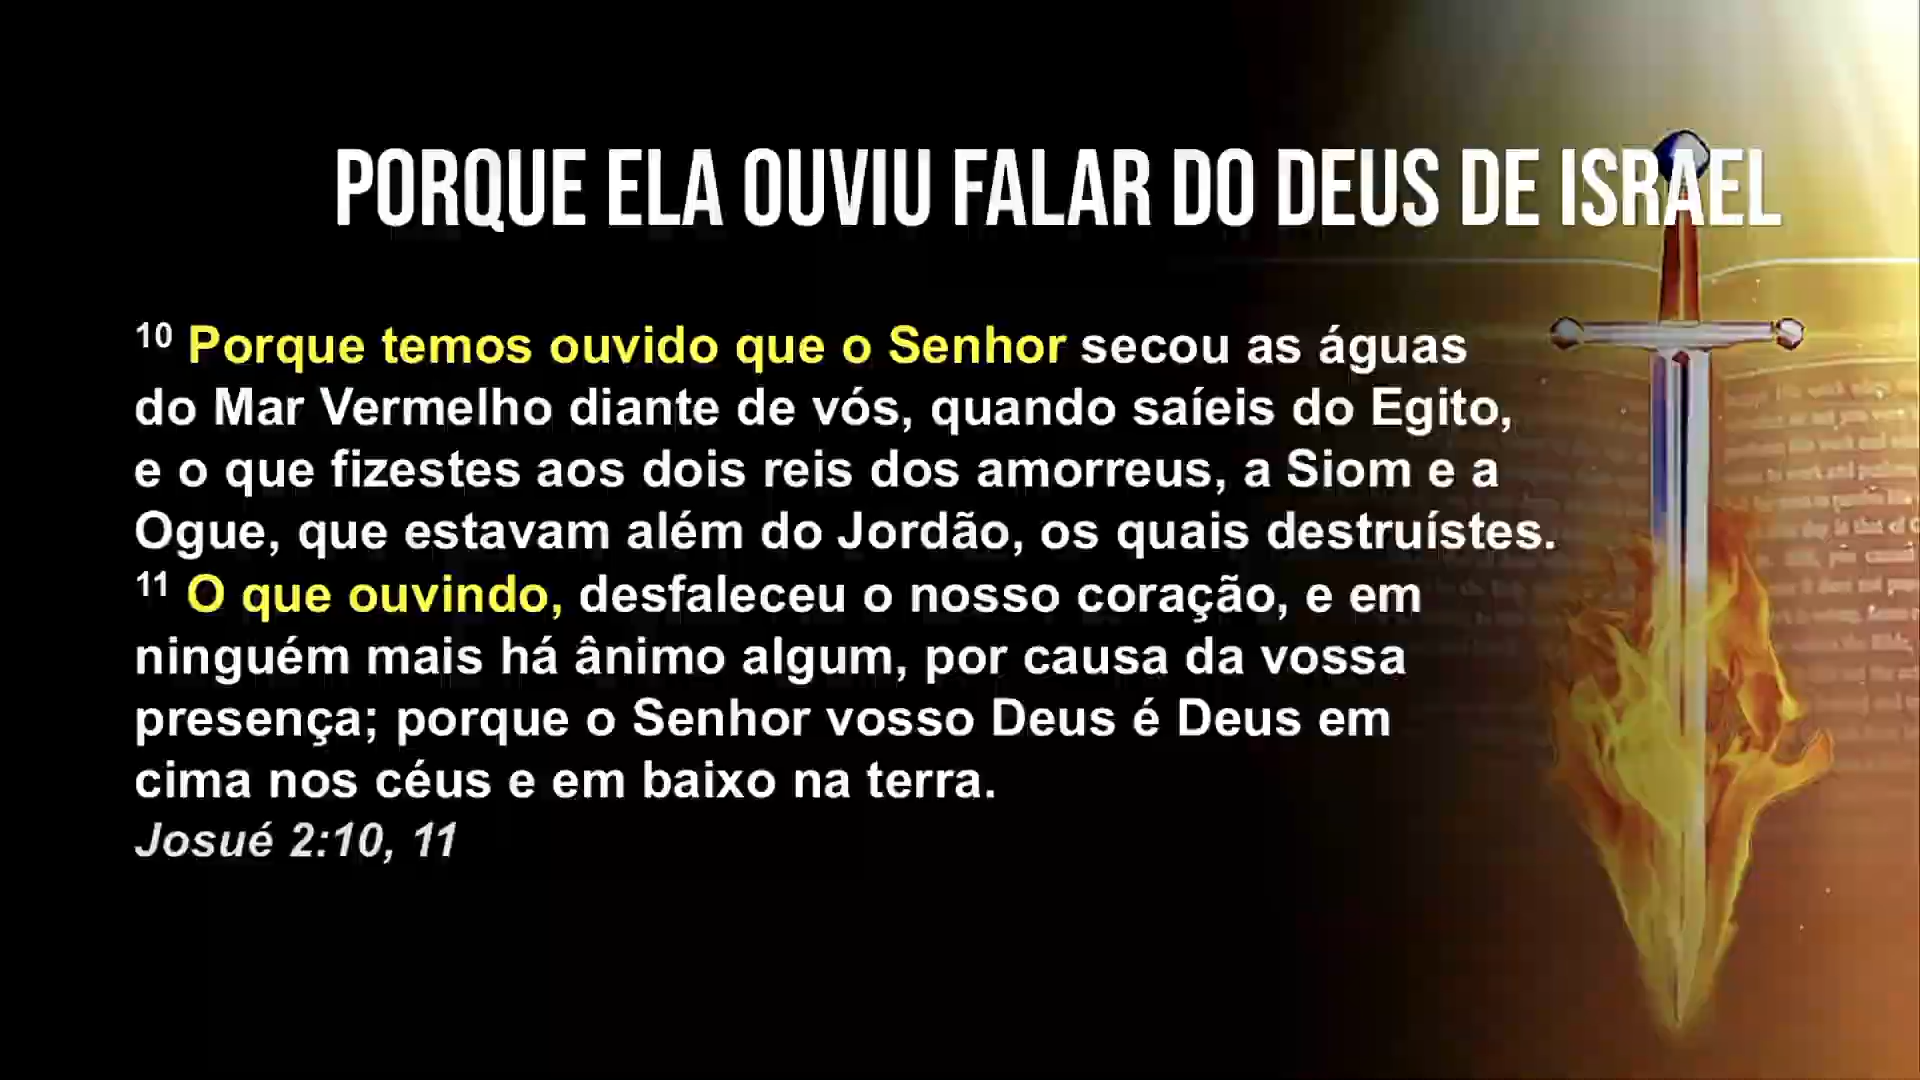 PORQUE ELA OUVIU FALAR DO DEUS DE ISRAEL
10 Porque temos ouvido que o Senhor secou as águas
do Mar Vermelho diante de vós, quando saíeis do Egito,
e o que fizestes aos dois reis dos amorreus, a Siom e a
Ogue, que estavam além do Jordão, os quais destruístes.
11 O que ouvindo, desfaleceu o nosso coração, e em
ninguém mais há ânimo algum, por causa da vossa
presença; porque o Senhor vosso Deus é Deus em
cima nos céus e em baixo na terra.
Josué 2:10, 11